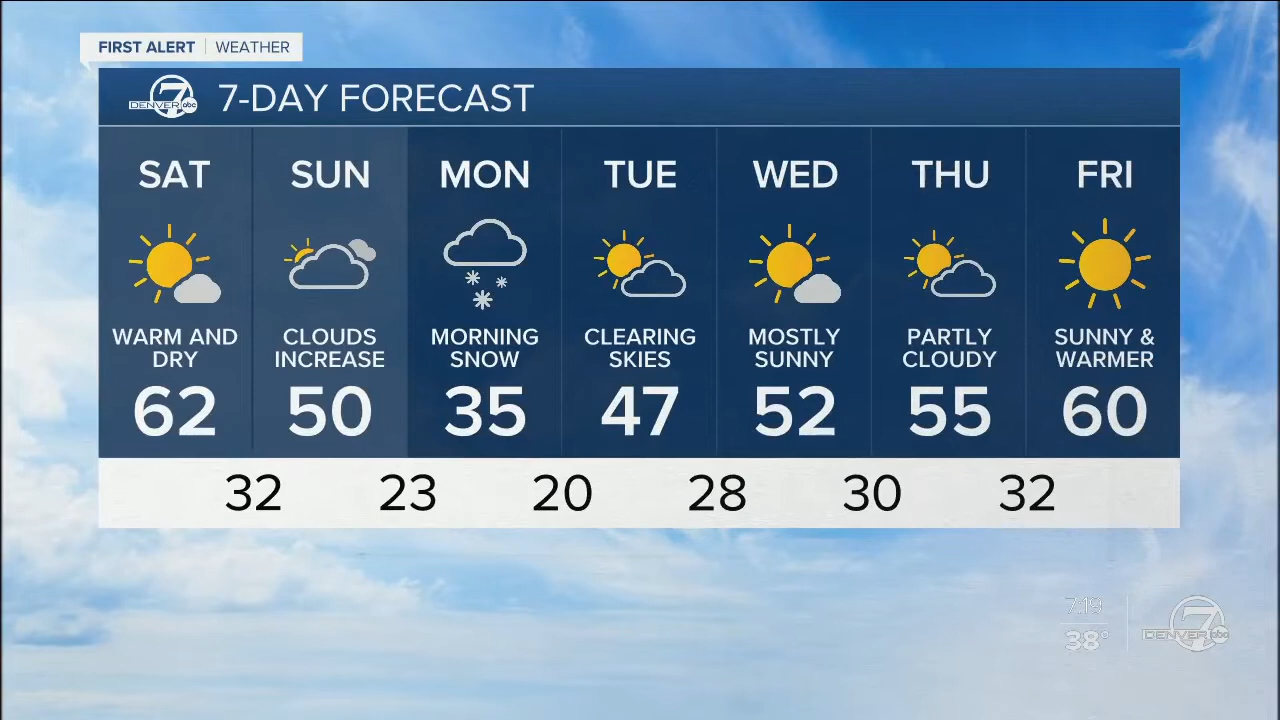 FIRST ALERT | WEATHER
DENVER 7 abc 7-DAY FORECAST
SAT SUN MON TUE WED THU FRI
WARM AND CLOUDS MORNING CLEARING MOSTLY PARTLY SUNNY &
DRY INCREASE SNOW SKIES SUNNY CLOUDY WARMER
62 50 35 47 52 55 60
32 23 20 28 30 32
7:19
38°
DENVER 7 abc